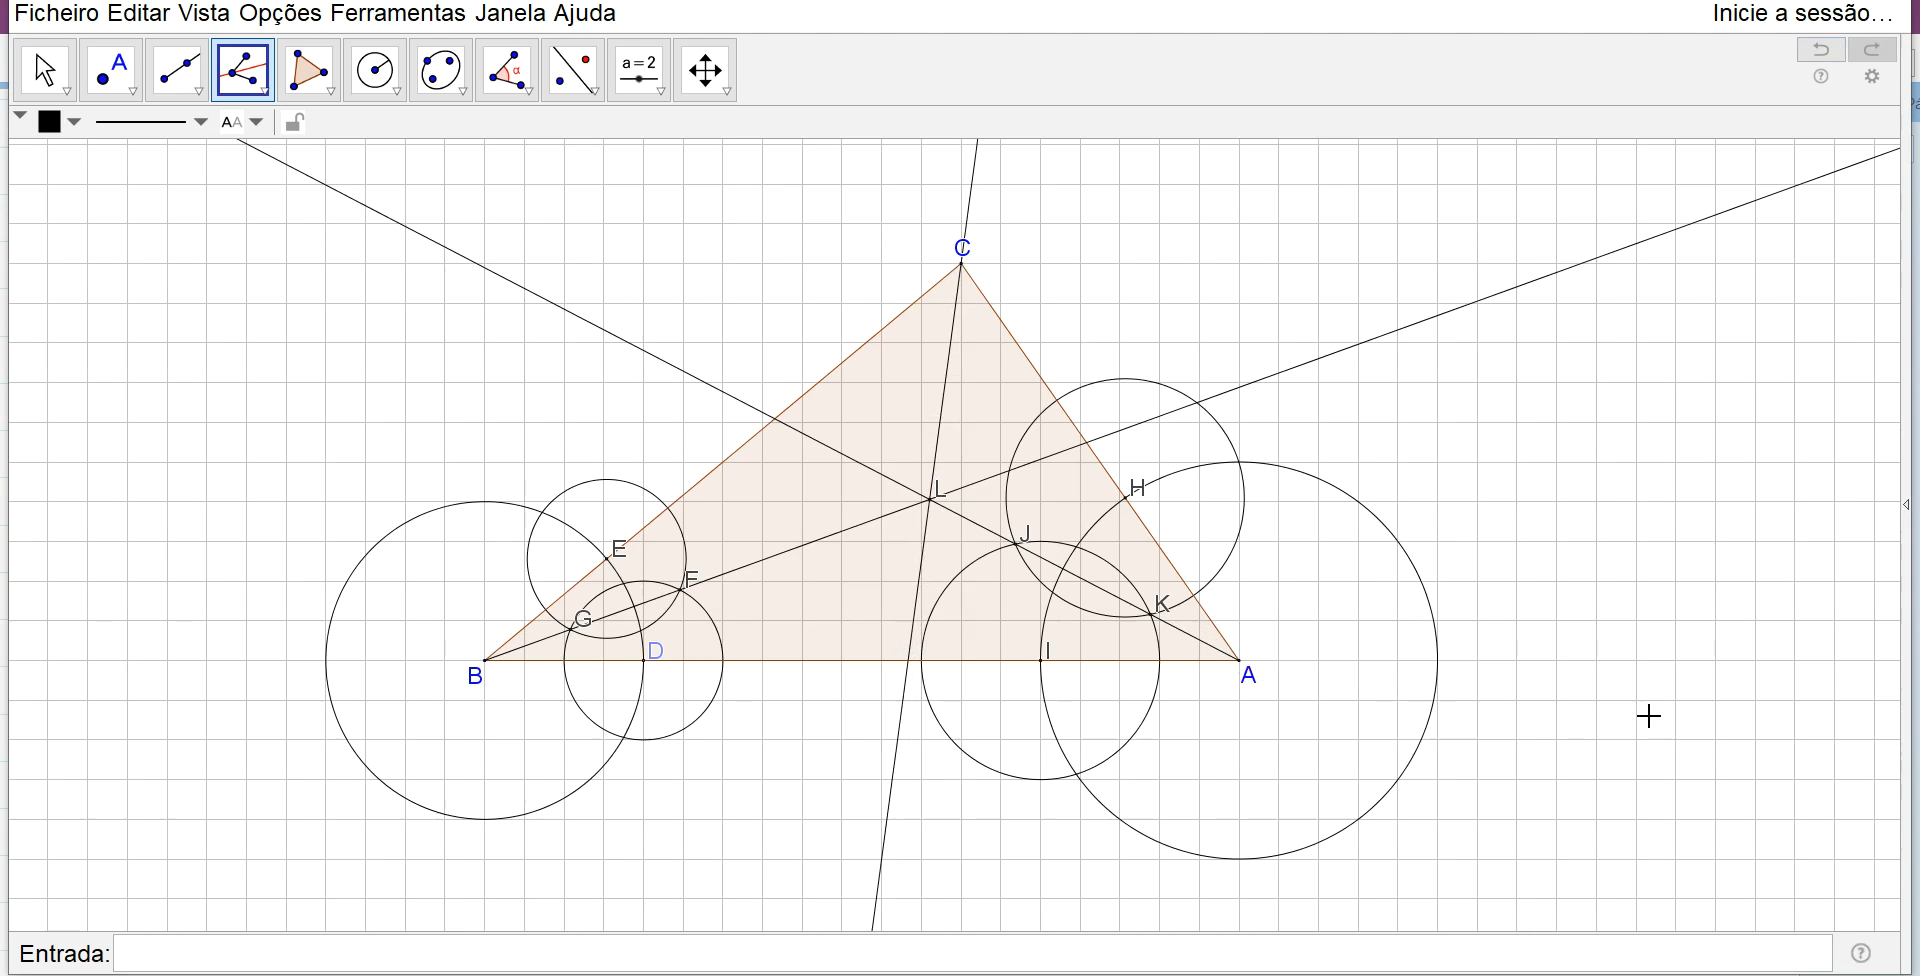 Ficheiro Editar Vista Opções Ferramentas Janela Ajuda
Inicie a sessão...
A
α
a=2
AA
C
L
H
J
E
F
K
G
D
I
B
A
Entrada: